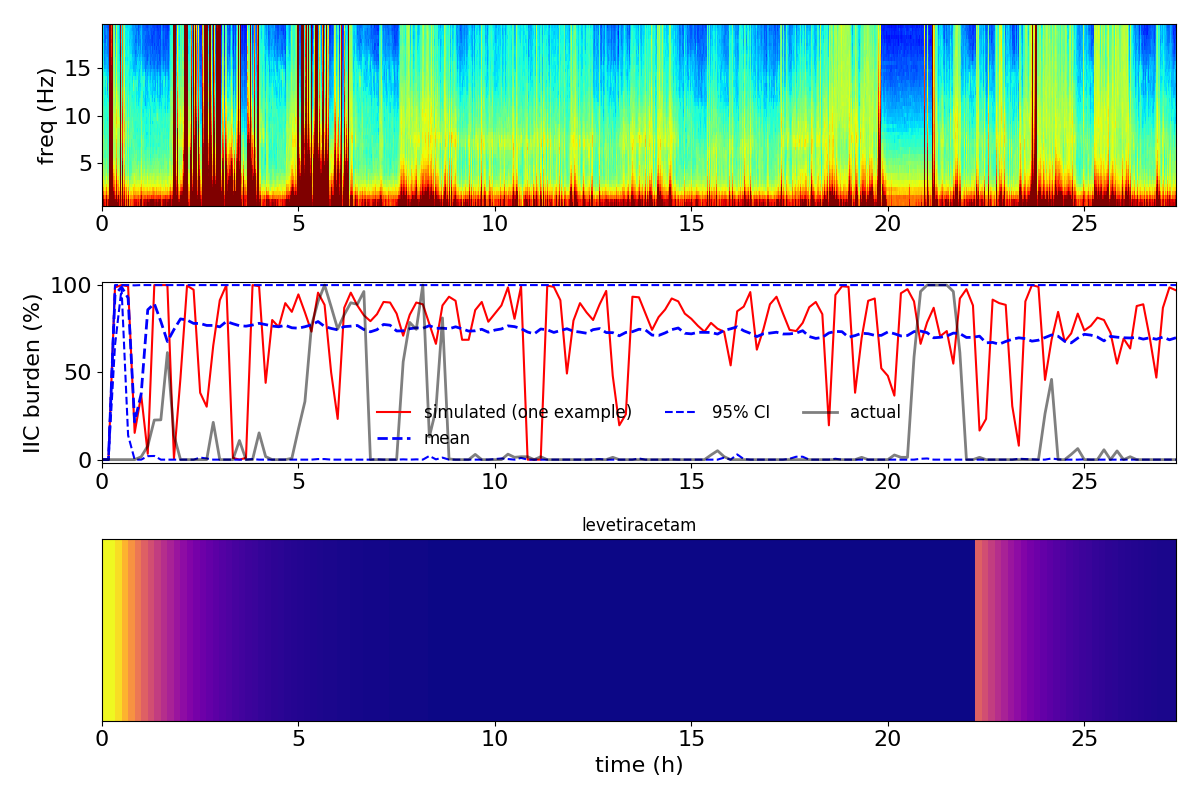 15
10
5
freq (Hz)
0 5 10 15 20 25
100
50
0
IIC burden (%)
simulated (one example) 95% CI actual
mean
0 5 10 15 20 25
levetiracetam
0 5 10 15 20 25
time (h)